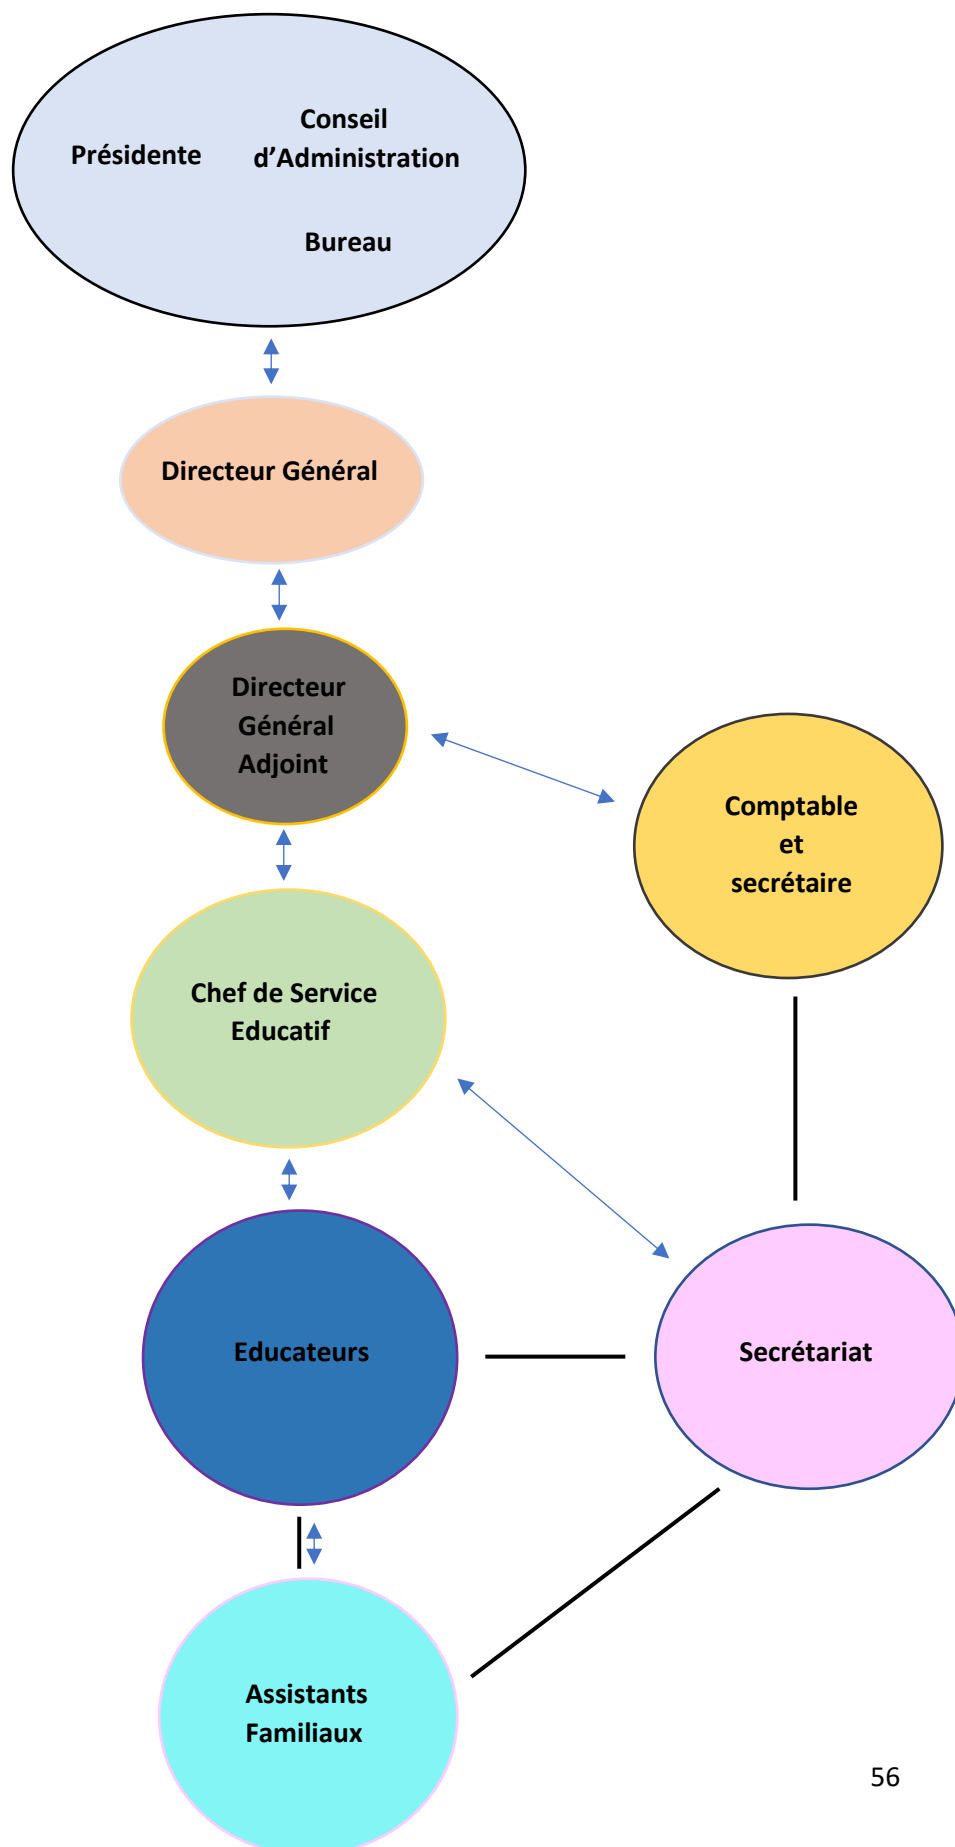 Présidente
Conseil
d’Administration
Bureau
Directeur Général
Directeur
Général
Adjoint
Comptable
et
secrétaire
Chef de Service
Educatif
Educateurs
Secrétariat
Assistants
Familiaux
56